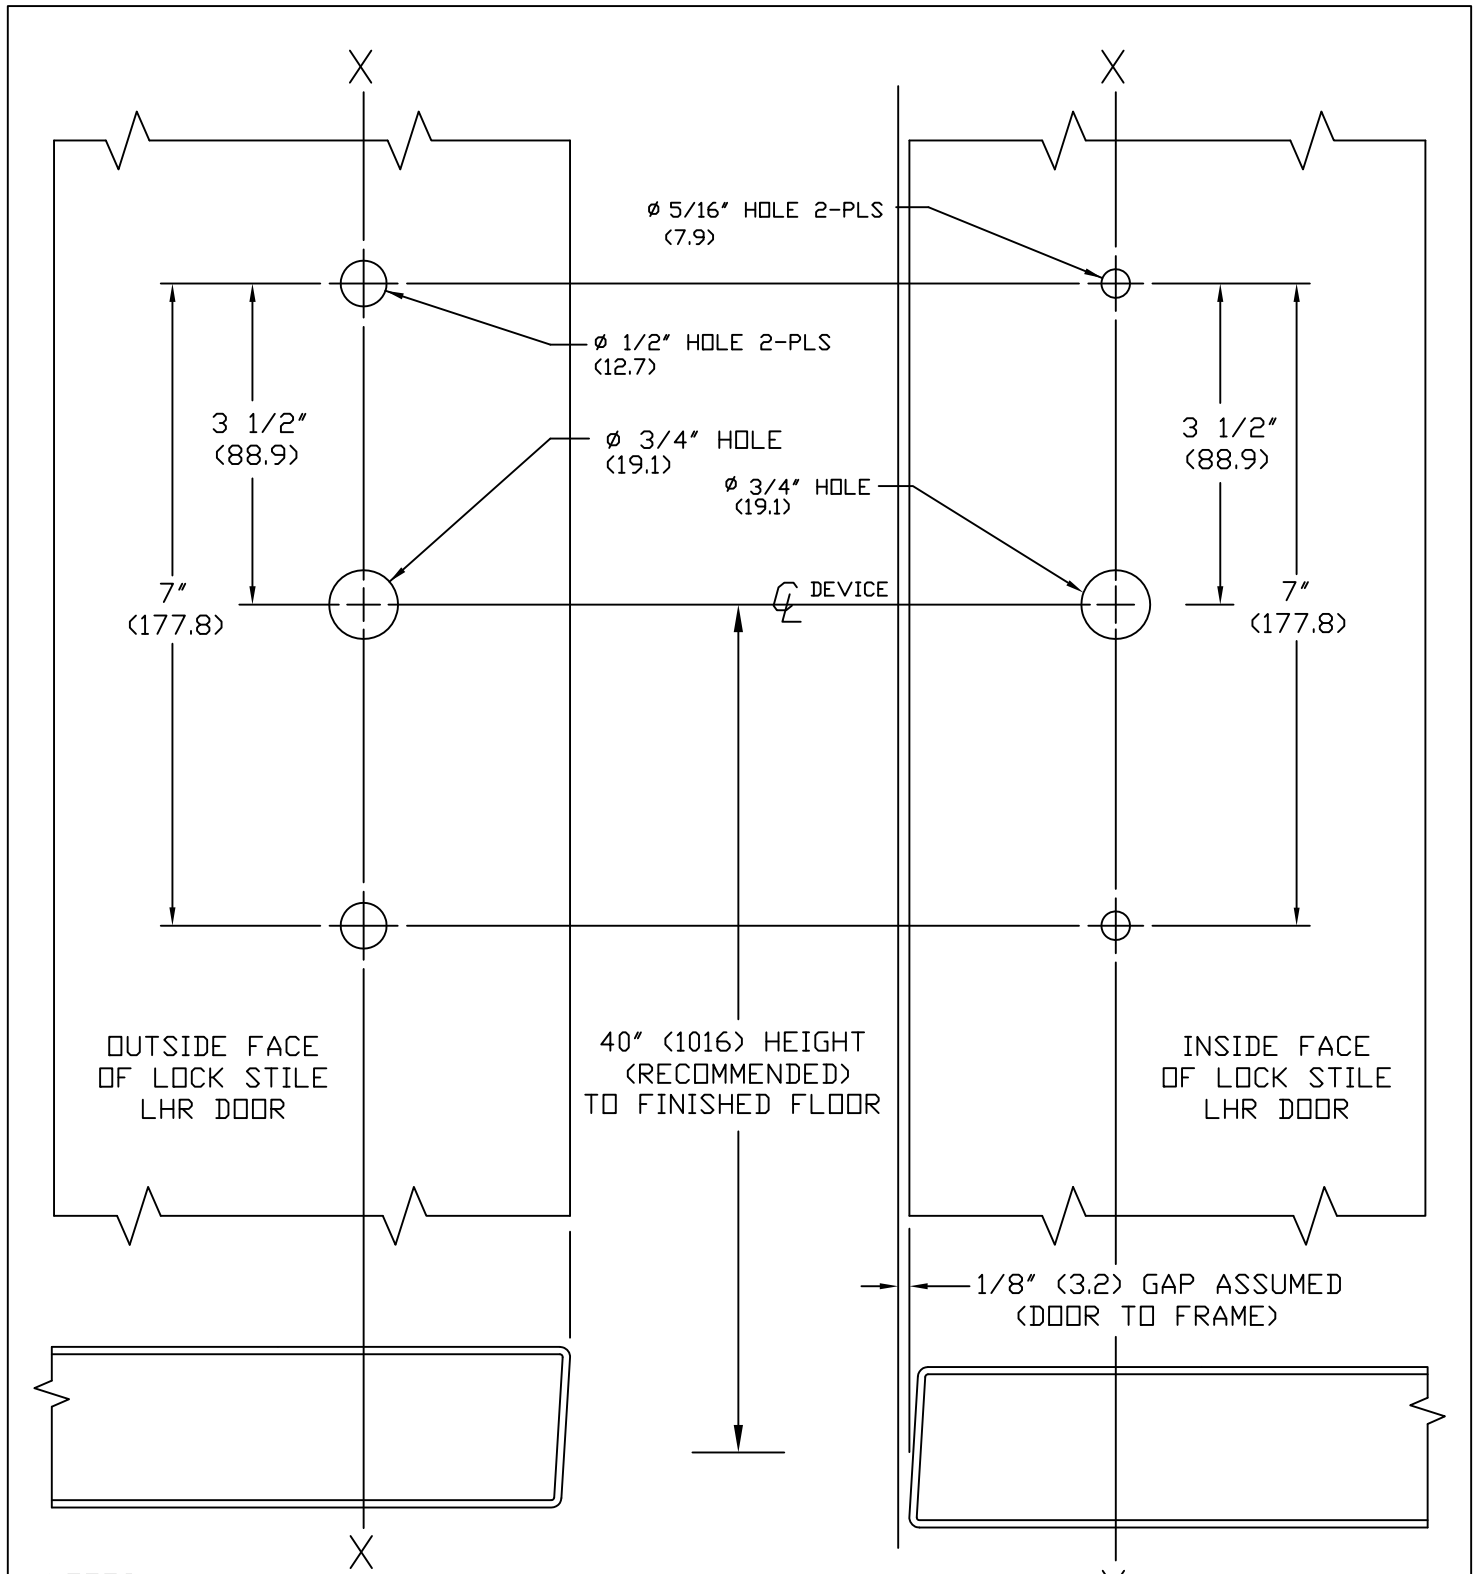 X
X
ø 5/16" HOLE 2-PLS
(7.9)
ø 1/2" HOLE 2-PLS
(12.7)
3 1/2"
(88.9)
3 1/2"
(88.9)
ø 3/4" HOLE
(19.1)
ø 3/4" HOLE
(19.1)
7"
(177.8)
℄ DEVICE
7"
(177.8)
OUTSIDE FACE
OF LOCK STILE
LHR DOOR
40" (1016) HEIGHT
(RECOMMENDED)
TO FINISHED FLOOR
INSIDE FACE
OF LOCK STILE
LHR DOOR
1/8" (3.2) GAP ASSUMED
(DOOR TO FRAME)
X